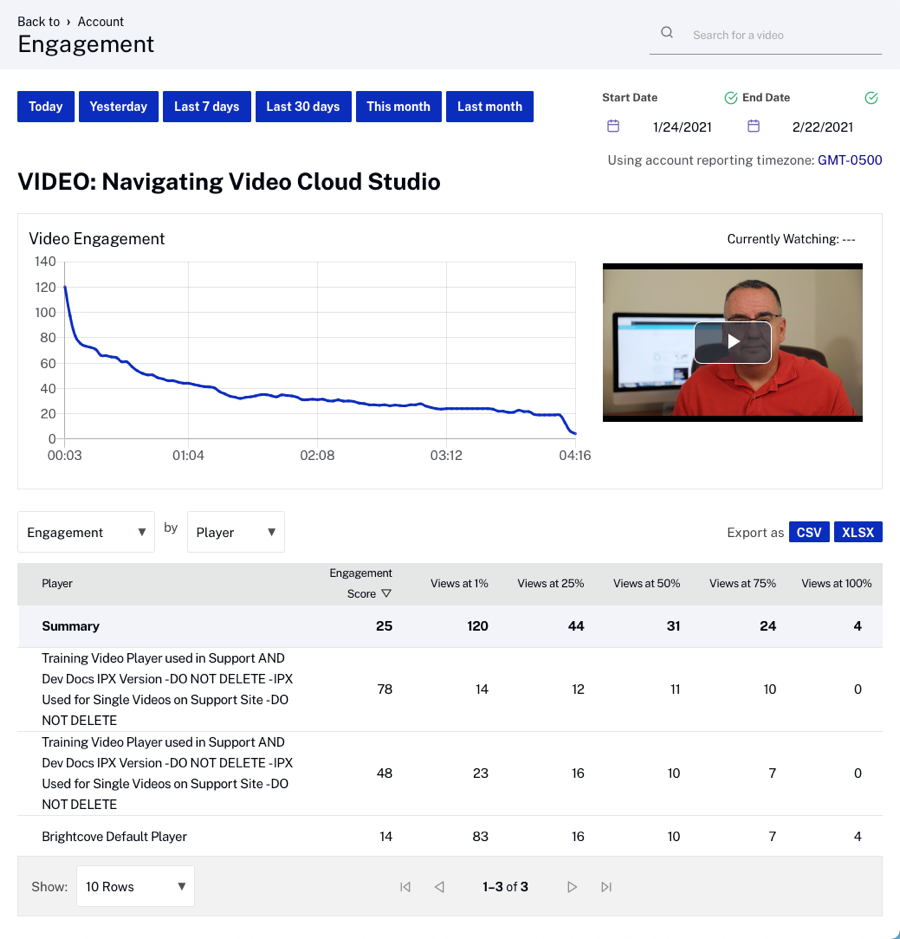 Back to › Account
Engagement
Search for a video
Today
Yesterday
Last 7 days
Last 30 days
This month
Last month
Start Date
End Date
1/24/2021
2/22/2021
Using account reporting timezone: GMT-0500
VIDEO: Navigating Video Cloud Studio
Video Engagement
Currently Watching: ---
140
120
100
80
60
40
20
0
00:03
01:04
02:08
03:12
04:16
Engagement
by
Player
Export as
CSV
XLSX
Player
Engagement
Score
Views at 1%
Views at 25%
Views at 50%
Views at 75%
Views at 100%
Summary 25 120 44 31 24 4
Training Video Player used in Support AND
Dev Docs IPX Version -DO NOT DELETE -IPX
Used for Single Videos on Support Site -DO
NOT DELETE
78 14 12 11 10 0
Training Video Player used in Support AND
Dev Docs IPX Version -DO NOT DELETE -IPX
Used for Single Videos on Support Site -DO
NOT DELETE
48 23 16 10 7 0
Brightcove Default Player 14 83 16 10 7 4
Show:
10 Rows
1–3 of 3